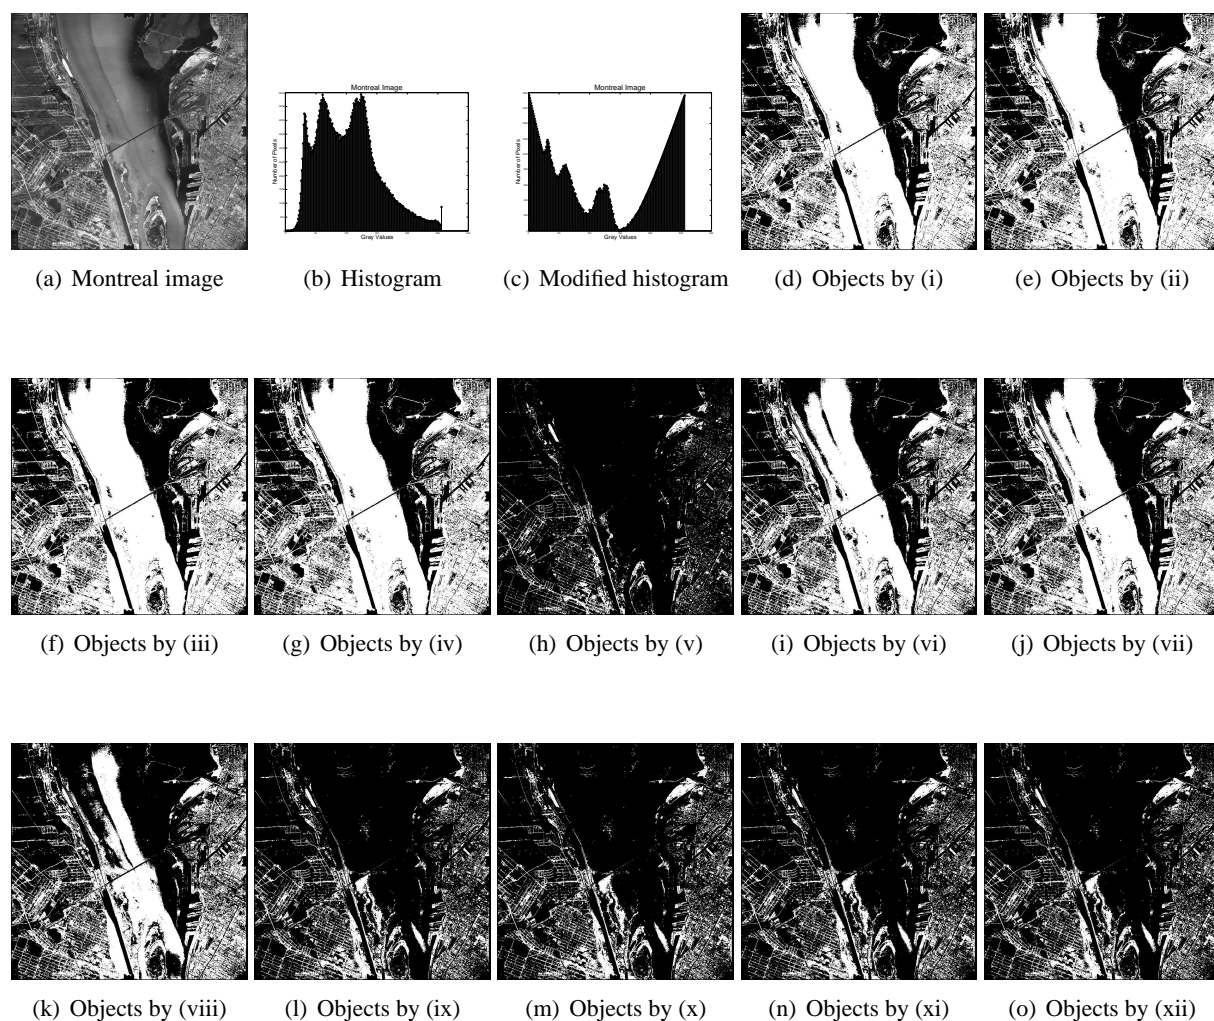 Montreal Image
Number of Pixels
Gray Values
Montreal Image
Number of Pixels
Gray Values
(a) Montreal image
(b) Histogram
(c) Modified histogram
(d) Objects by (i)
(e) Objects by (ii)
(f) Objects by (iii)
(g) Objects by (iv)
(h) Objects by (v)
(i) Objects by (vi)
(j) Objects by (vii)
(k) Objects by (viii)
(l) Objects by (ix)
(m) Objects by (x)
(n) Objects by (xi)
(o) Objects by (xii)